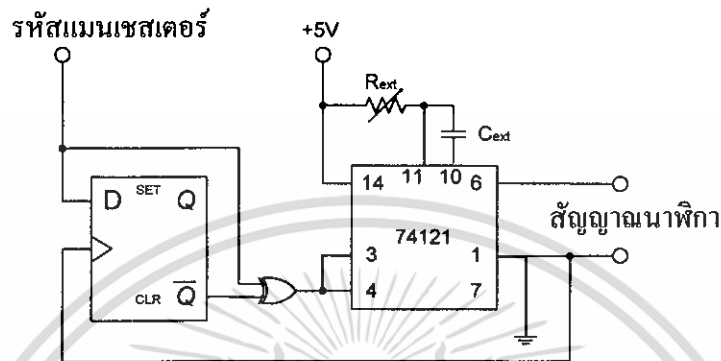 รหัสแมนเชสเตอร์
+5V
Rext
Cext
D SET Q
CLR Q
14 11 10 6
74121
3 1
4 7
สัญญาณนาฬิกา